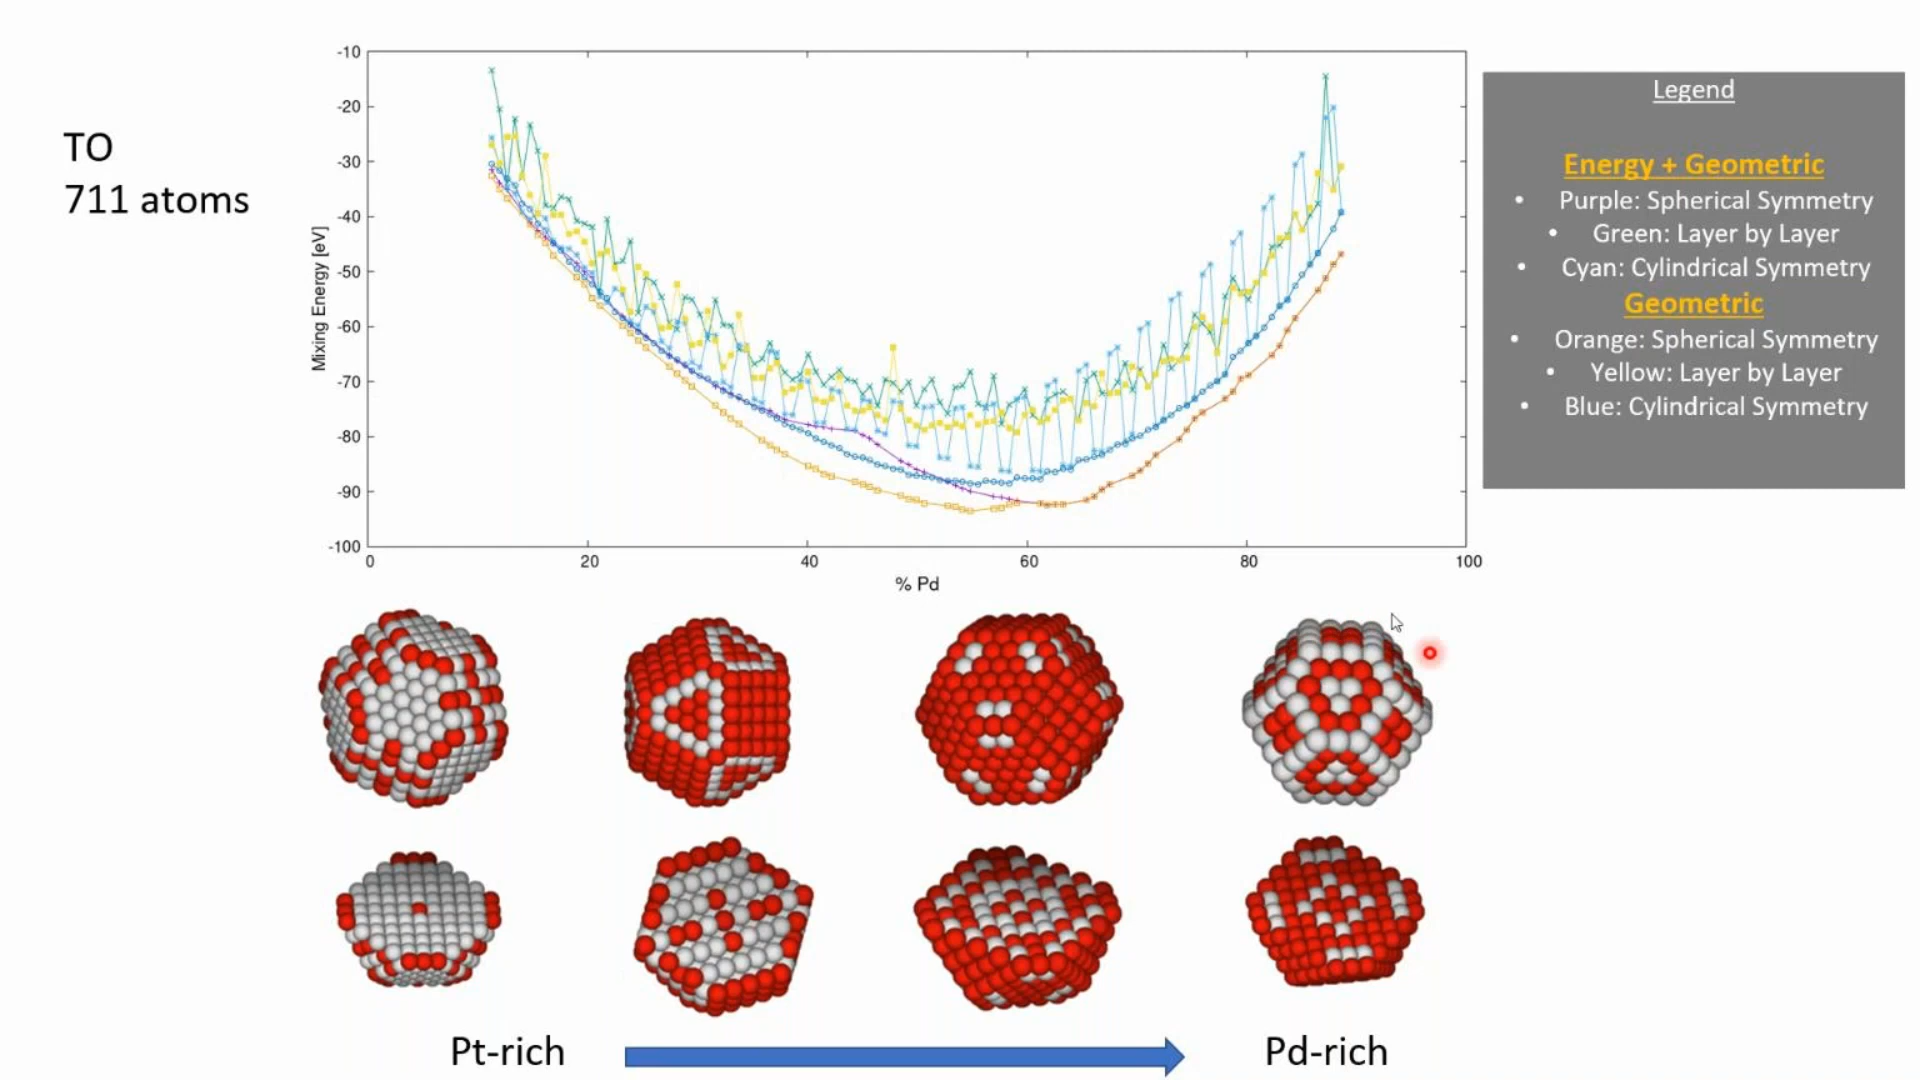 TO
711 atoms
-10
-20
-30
-40
-50
-60
-70
-80
-90
-100
Mixing Energy [eV]
0 20 40 60 80 100
% Pd
Legend
Energy + Geometric
• Purple: Spherical Symmetry
• Green: Layer by Layer
• Cyan: Cylindrical Symmetry
Geometric
• Orange: Spherical Symmetry
• Yellow: Layer by Layer
• Blue: Cylindrical Symmetry
Pt-rich
Pd-rich